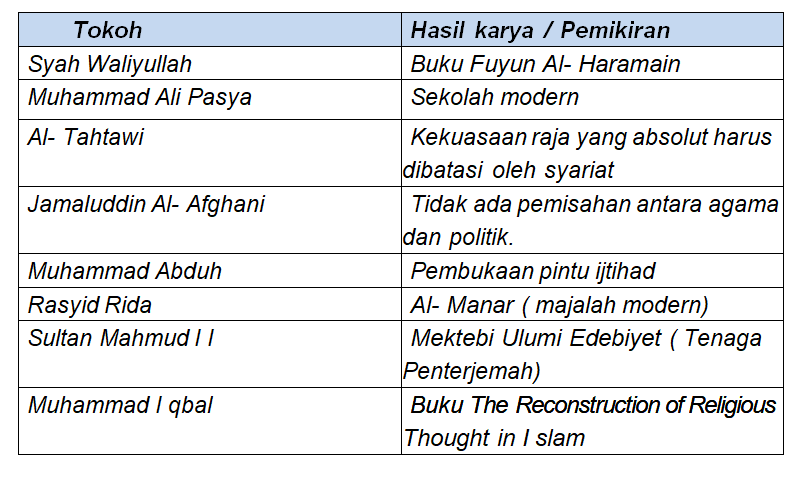 Tokoh
Hasil karya / Pemikiran
Syah Waliyullah
Buku Fuyun Al- Haramain
Muhammad Ali Pasya
Sekolah modern
Al- Tahtawi
Kekuasaan raja yang absolut harus
dibatasi oleh syariat
Jamaluddin Al- Afghani
Tidak ada pemisahan antara agama
dan politik.
Muhammad Abduh
Pembukaan pintu ijtihad
Rasyid Rida
Al- Manar ( majalah modern)
Sultan Mahmud I I
Mektebi Ulumi Edebiyet ( Tenaga
Penterjemah)
Muhammad I qbal
Buku The Reconstruction of Religious
Thought in I slam